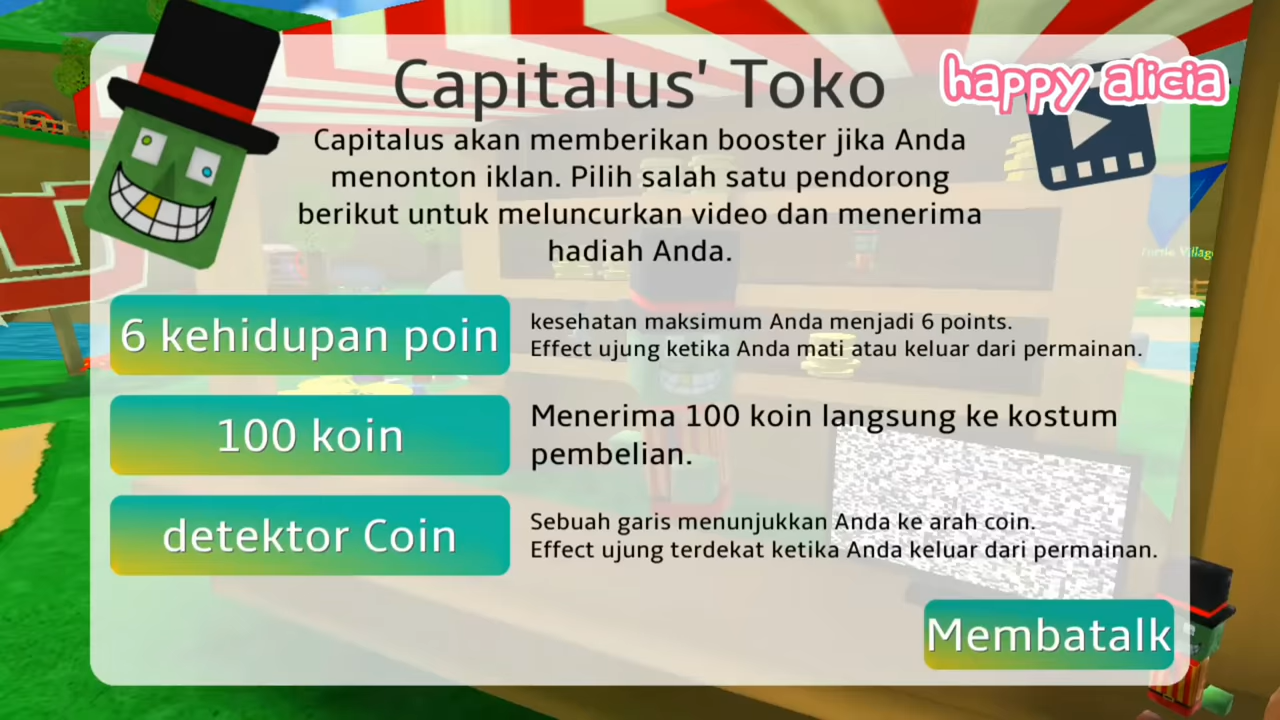 Capitalus' Toko
happy alicia
Capitalus akan memberikan booster jika Anda
menonton iklan. Pilih salah satu pendorong
berikut untuk meluncurkan video dan menerima
hadiah Anda.
6 kehidupan poin
kesehatan maksimum Anda menjadi 6 points.
Effect ujung ketika Anda mati atau keluar dari permainan.
100 koin
Menerima 100 koin langsung ke kostum
pembelian.
detektor Coin
Sebuah garis menunjukkan Anda ke arah coin.
Effect ujung terdekat ketika Anda keluar dari permainan.
Membatalk